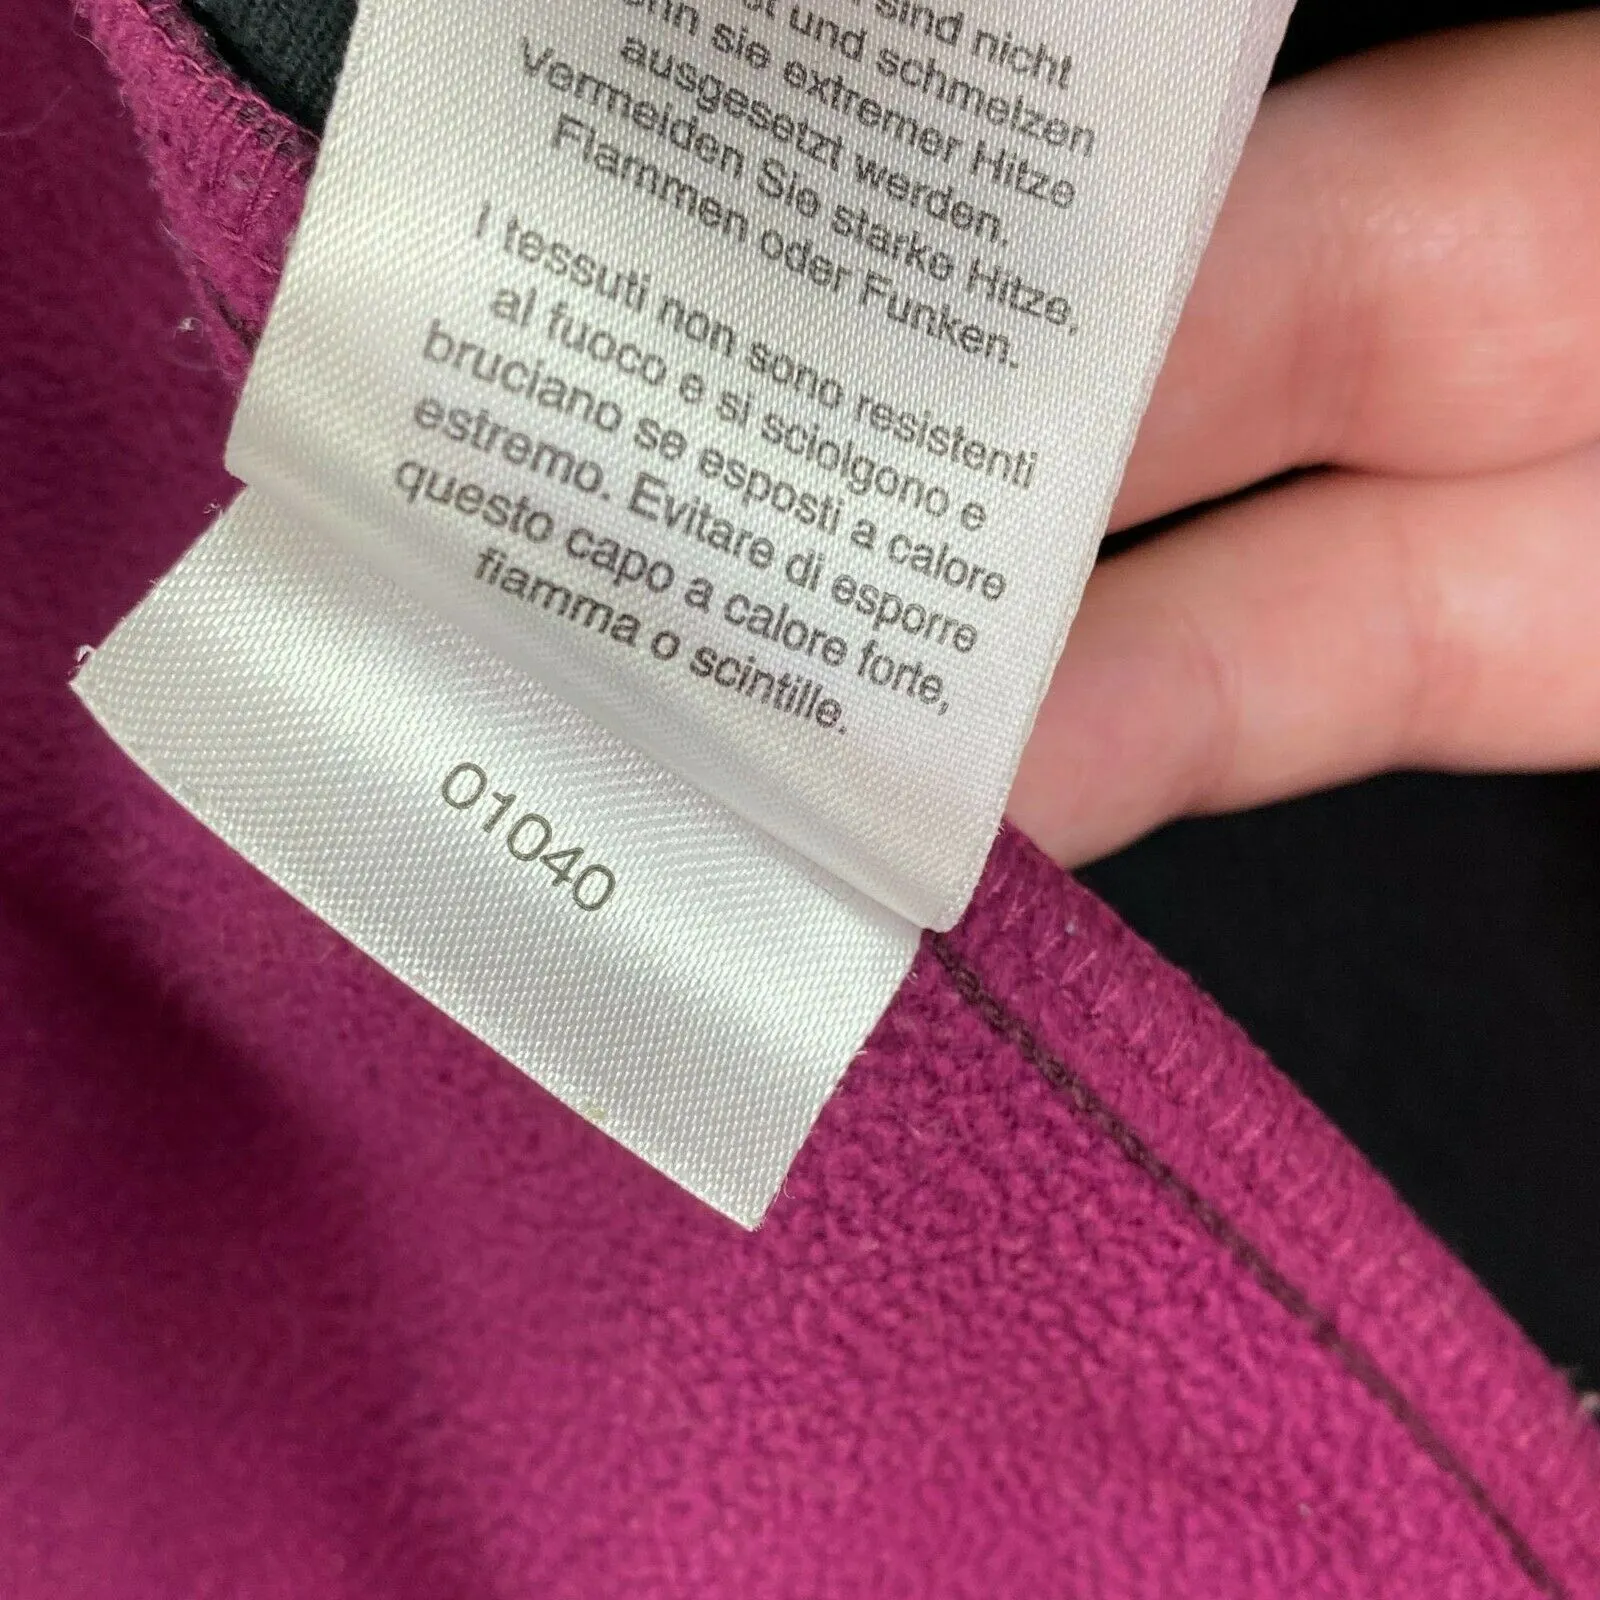 sind nicht
und schmelzen
sie extremer Hitze
ausgesetzt werden.
Vermeiden Sie starke Hitze,
Flammen oder Funken.
I tessuti non sono resistenti
al fuoco e si sciolgono e
bruciano se esposti a calore
estremo. Evitare di esporre
questo capo a calore forte,
fiamma o scintille.
01040